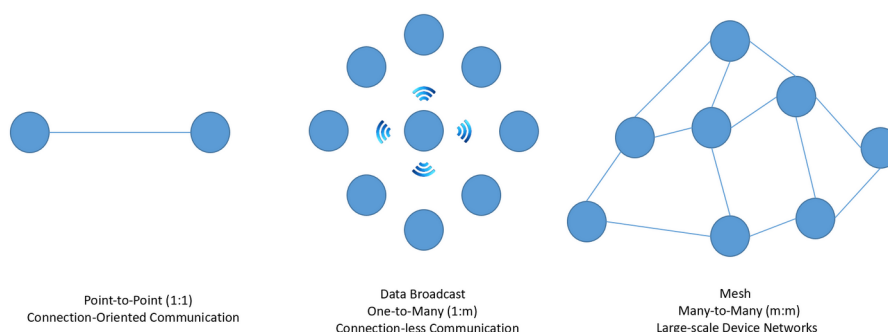 Point-to-Point (1:1)
Connection-Oriented Communication
Data Broadcast
One-to-Many (1:m)
Connection-less Communication
Mesh
Many-to-Many (m:m)
Large-scale Device Networks